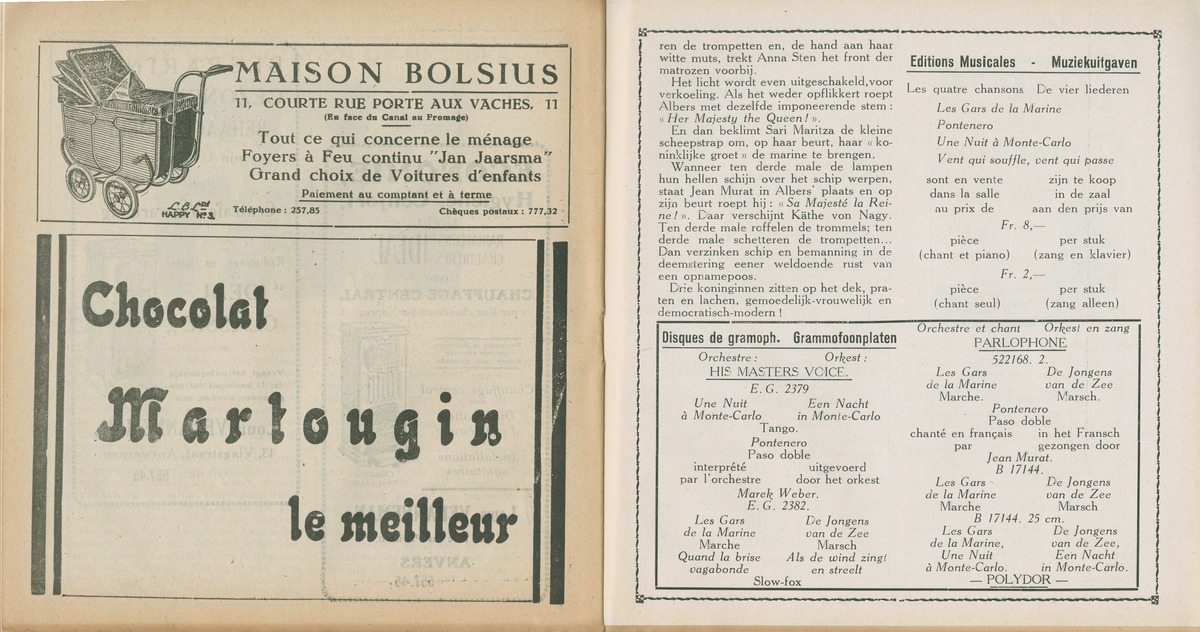 MAISON BOLSIUS
11, COURTE RUE PORTE AUX VACHES, 11
(En face du Canal au Fromage)
Tout ce qui concerne le ménage
Foyers à Feu continu "Jan Jaarsma"
Grand choix de Voitures d'enfants
Paiement au comptant et à terme
Téléphone : 257,85 Chèques postaux : 777,32
L.B. Ltd
HAPPY No 3.
Chocolat
Martougin
le meilleur
ren de trompetten en, de hand aan haar
witte muts, trekt Anna Sten het front der
matrozen voorbij.
Het licht wordt even uitgeschakeld, voor
verkoeling. Als het weder opflikkert roept
Albers met dezelfde imponeerende stem :
« Her Majesty the Queen ! ».
En dan beklimt Sari Maritza de kleine
scheepstrap om, op haar beurt, haar « ko-
ninklijke groet » de marine te brengen.
Wanneer ten derde male de lampen
hun hellen schijn over het schip werpen,
staat Jean Murat in Albers' plaats en op
zijn beurt roept hij : « Sa Majesté la Rei-
ne ! ». Daar verschijnt Käthe von Nagy.
Ten derde male roffelen de trommels; ten
derde male schetteren de trompetten...
Dan verzinken schip en bemanning in de
deemstering eener weldoende rust van
een opnamepoos.
Drie koninginnen zitten op het dek, pra-
ten en lachen, gemoedelijk-vrouwelijk en
democratisch-modern !
Disques de gramoph. Grammofoonplaten
Orchestre : Orkest :
HIS MASTERS VOICE.
E. G. 2379
Une Nuit Een Nacht
à Monte-Carlo in Monte-Carlo
Tango.
Pontenero
Paso doble
interprété uitgevoerd
par l'orchestre door het orkest
Marek Weber.
E. G. 2382.
Les Gars De Jongens
de la Marine van de Zee
Marche Marsch
Quand la brise Als de wind zingt
vagabonde en streelt
Slow-fox
Editions Musicales - Muziekuitgaven
Les quatre chansons De vier liederen
Les Gars de la Marine
Pontenero
Une Nuit à Monte-Carlo
Vent qui souffle, vent qui passe
sont en vente zijn te koop
dans la salle in de zaal
au prix de aan den prijs van
Fr. 8,—
pièce per stuk
(chant et piano) (zang en klavier)
Fr. 2,—
pièce per stuk
(chant seul) (zang alleen)
Orchestre et chant Orkest en zang
PARLOPHONE
522168. 2.
Les Gars De Jongens
de la Marine van de Zee
Marche. Marsch.
Pontenero
Paso doble
chanté en français in het Fransch
par gezongen door
Jean Murat.
B 17144.
Les Gars De Jongens
de la Marine van de Zee
Marche Marsch
B 17144. 25 cm.
Les Gars De Jongens
de la Marine, van de Zee,
Une Nuit Een Nacht
à Monte-Carlo. in Monte-Carlo.
— POLYDOR —